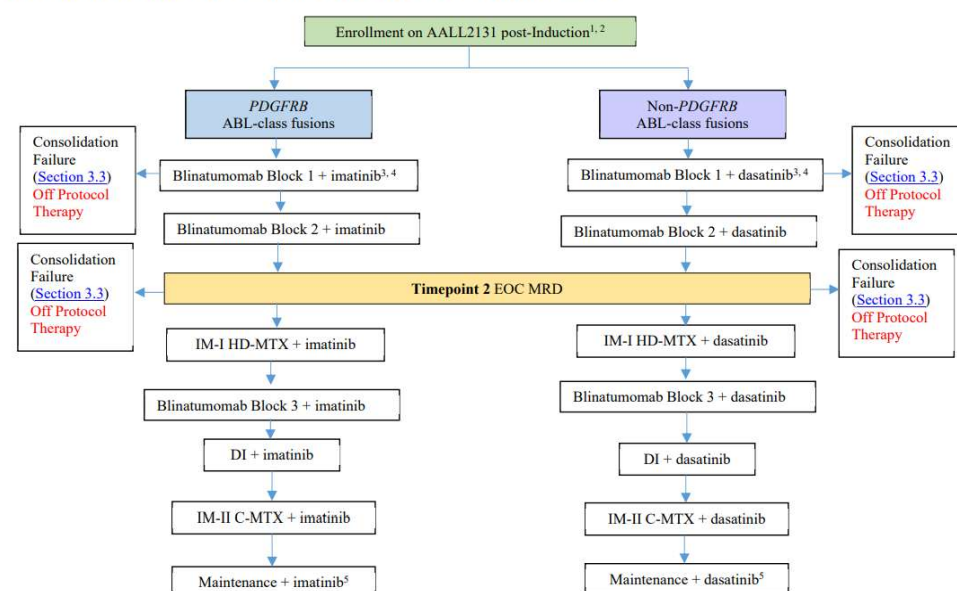 Enrollment on AALL2131 post-Induction1, 2
PDGFRB
ABL-class fusions
Non-PDGFRB
ABL-class fusions
Consolidation
Failure
(Section 3.3)
Off Protocol
Therapy
Blinatumomab Block 1 + imatinib3, 4
Blinatumomab Block 1 + dasatinib3, 4
Consolidation
Failure
(Section 3.3)
Off Protocol
Therapy
Blinatumomab Block 2 + imatinib
Blinatumomab Block 2 + dasatinib
Consolidation
Failure
(Section 3.3)
Off Protocol
Therapy
Timepoint 2 EOC MRD
Consolidation
Failure
(Section 3.3)
Off Protocol
Therapy
IM-I HD-MTX + imatinib
IM-I HD-MTX + dasatinib
Blinatumomab Block 3 + imatinib
Blinatumomab Block 3 + dasatinib
DI + imatinib
DI + dasatinib
IM-II C-MTX + imatinib
IM-II C-MTX + dasatinib
Maintenance + imatinib5
Maintenance + dasatinib5